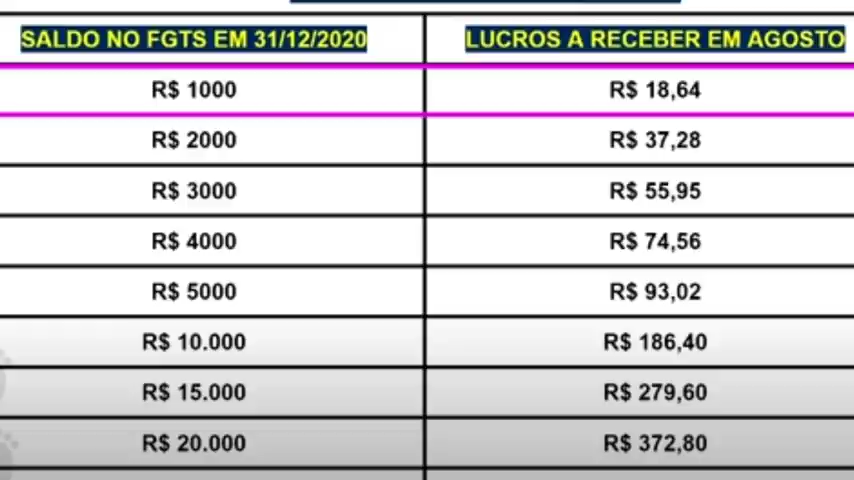 SALDO NO FGTS EM 31/12/2020 LUCROS A RECEBER EM AGOSTO
R$ 1000 R$ 18,64
R$ 2000 R$ 37,28
R$ 3000 R$ 55,95
R$ 4000 R$ 74,56
R$ 5000 R$ 93,02
R$ 10.000 R$ 186,40
R$ 15.000 R$ 279,60
R$ 20.000 R$ 372,80